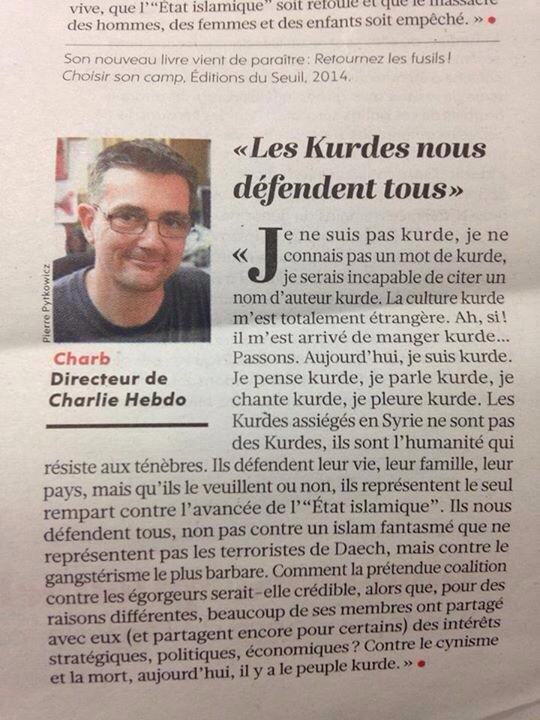 vive, que l'“État islamique” soit refoulé et que le massacre
des hommes, des femmes et des enfants soit empêché. » •
Son nouveau livre vient de paraître : Retournez les fusils !
Choisir son camp, Éditions du Seuil, 2014.
Pierre Pytkowicz
Charb
Directeur de
Charlie Hebdo
«Les Kurdes nous
défendent tous»
« Je ne suis pas kurde, je ne
connais pas un mot de kurde,
je serais incapable de citer un
nom d'auteur kurde. La culture kurde
m'est totalement étrangère. Ah, si !
il m'est arrivé de manger kurde...
Passons. Aujourd'hui, je suis kurde.
Je pense kurde, je parle kurde, je
chante kurde, je pleure kurde. Les
Kurdes assiégés en Syrie ne sont pas
des Kurdes, ils sont l'humanité qui
résiste aux ténèbres. Ils défendent leur vie, leur famille, leur
pays, mais qu'ils le veuillent ou non, ils représentent le seul
rempart contre l'avancée de l'“État islamique”. Ils nous
défendent tous, non pas contre un islam fantasmé que ne
représentent pas les terroristes de Daech, mais contre le
gangstérisme le plus barbare. Comment la prétendue coalition
contre les égorgeurs serait-elle crédible, alors que, pour des
raisons différentes, beaucoup de ses membres ont partagé
avec eux (et partagent encore pour certains) des intérêts
stratégiques, politiques, économiques ? Contre le cynisme
et la mort, aujourd'hui, il y a le peuple kurde. » •